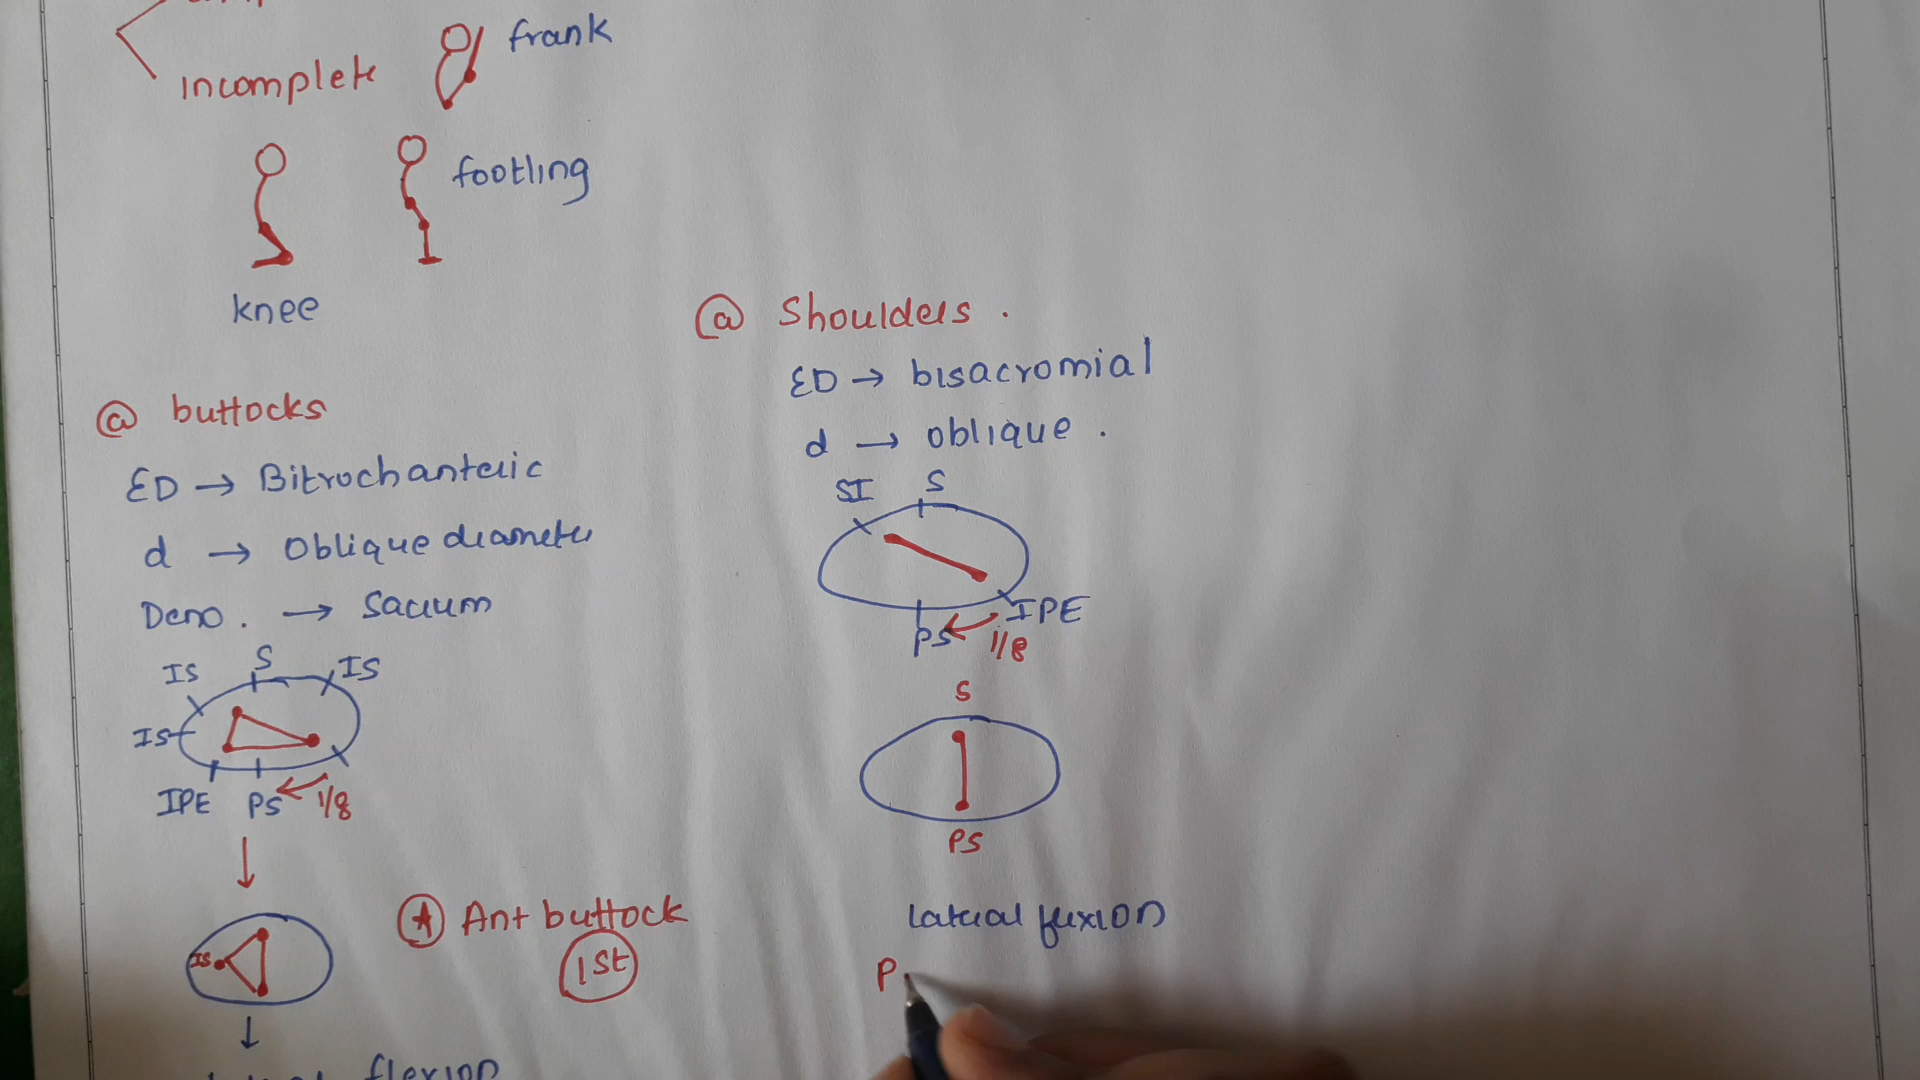 Incomplete
frank
footling
knee
@ buttocks
ED → Bitrochanteric
d → Oblique diameter
Deno. → Sacrum
IS S IS
IS
IPE PS 1/8
IS
* Ant buttock
1st
flexion
@ Shoulders.
ED → bisacromial
d → oblique.
SI S
IPE
PS 1/8
S
PS
lateral flexion
P